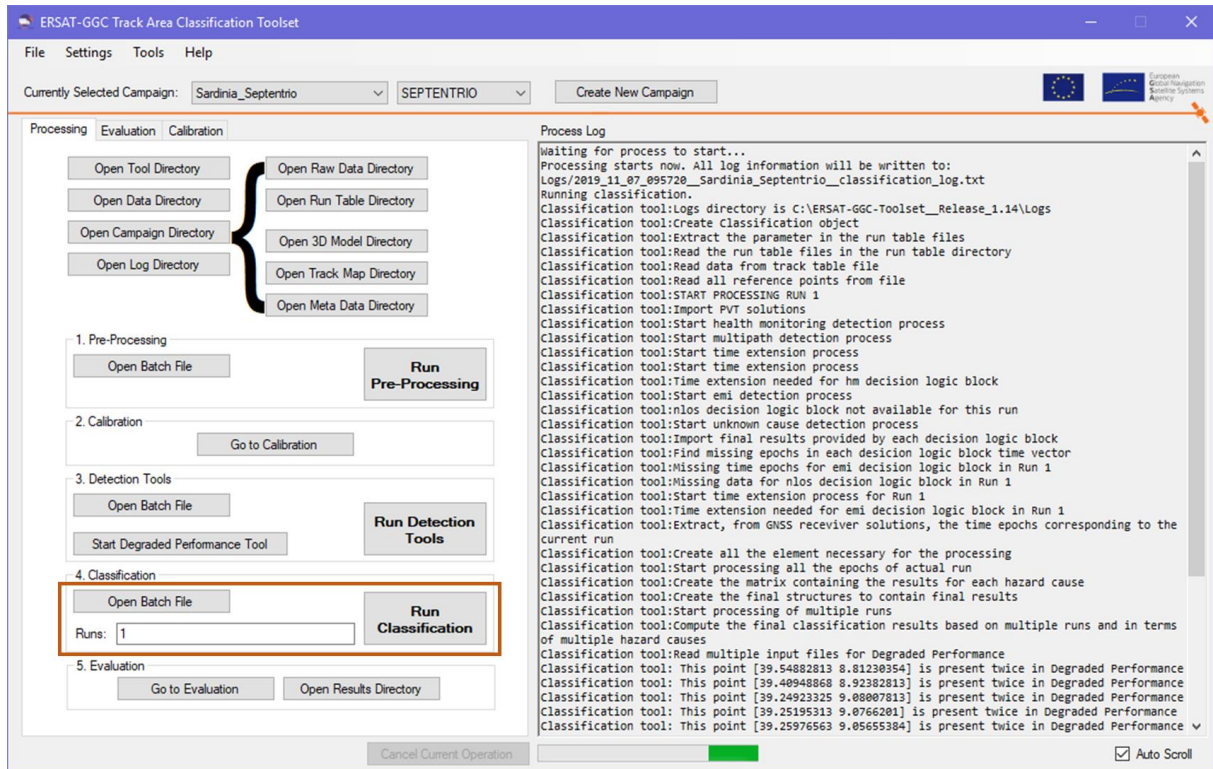 ERSAT-GGC Track Area Classification Toolset
File Settings Tools Help
Currently Selected Campaign: Sardinia_Septentrio SEPTENTRIO Create New Campaign
European
Global Navigation
Satellite Systems
Agency
Processing Evaluation Calibration
Open Tool Directory
Open Data Directory
Open Campaign Directory
Open Log Directory
Open Raw Data Directory
Open Run Table Directory
Open 3D Model Directory
Open Track Map Directory
Open Meta Data Directory
1. Pre-Processing
Open Batch File
Run
Pre-Processing
2. Calibration
Go to Calibration
3. Detection Tools
Open Batch File
Start Degraded Performance Tool
Run Detection
Tools
4. Classification
Open Batch File
Runs: 1
Run
Classification
5. Evaluation
Go to Evaluation Open Results Directory
Process Log
Waiting for process to start...
Processing starts now. All log information will be written to:
Logs/2019_11_07_095720__Sardinia_Septentrio__classification_log.txt
Running classification.
Classification tool:Logs directory is C:\ERSAT-GGC-Toolset__Release_1.14\Logs
Classification tool:Create Classification object
Classification tool:Extract the parameter in the run table files
Classification tool:Read the run table files in the run table directory
Classification tool:Read data from track table file
Classification tool:Read all reference points from file
Classification tool:START PROCESSING RUN 1
Classification tool:Import PVT solutions
Classification tool:Start health monitoring detection process
Classification tool:Start multipath detection process
Classification tool:Start time extension process
Classification tool:Start time extension process
Classification tool:Time extension needed for hm decision logic block
Classification tool:Start emi detection process
Classification tool:nlos decision logic block not available for this run
Classification tool:Start unknown cause detection process
Classification tool:Import final results provided by each decision logic block
Classification tool:Find missing epochs in each desicion logic block time vector
Classification tool:Missing time epochs for emi decision logic block in Run 1
Classification tool:Missing data for nlos decision logic block in Run 1
Classification tool:Start time extension process for Run 1
Classification tool:Time extension needed for emi decision logic block in Run 1
Classification tool:Extract, from GNSS receviver solutions, the time epochs corresponding to the
current run
Classification tool:Create all the element necessary for the processing
Classification tool:Start processing all the epochs of actual run
Classification tool:Create the matrix containing the results for each hazard cause
Classification tool:Create the final structures to contain final results
Classification tool:Start processing of multiple runs
Classification tool:Compute the final classification results based on multiple runs and in terms
of multiple hazard causes
Classification tool:Read multiple input files for Degraded Performance
Classification tool: This point [39.54882813 8.81230354] is present twice in Degraded Performance
Classification tool: This point [39.40948868 8.92382813] is present twice in Degraded Performance
Classification tool: This point [39.24923325 9.08007813] is present twice in Degraded Performance
Classification tool: This point [39.25195313 9.0766201] is present twice in Degraded Performance
Classification tool: This point [39.25976563 9.05655384] is present twice in Degraded Performance
Cancel Current Operation
Auto Scroll